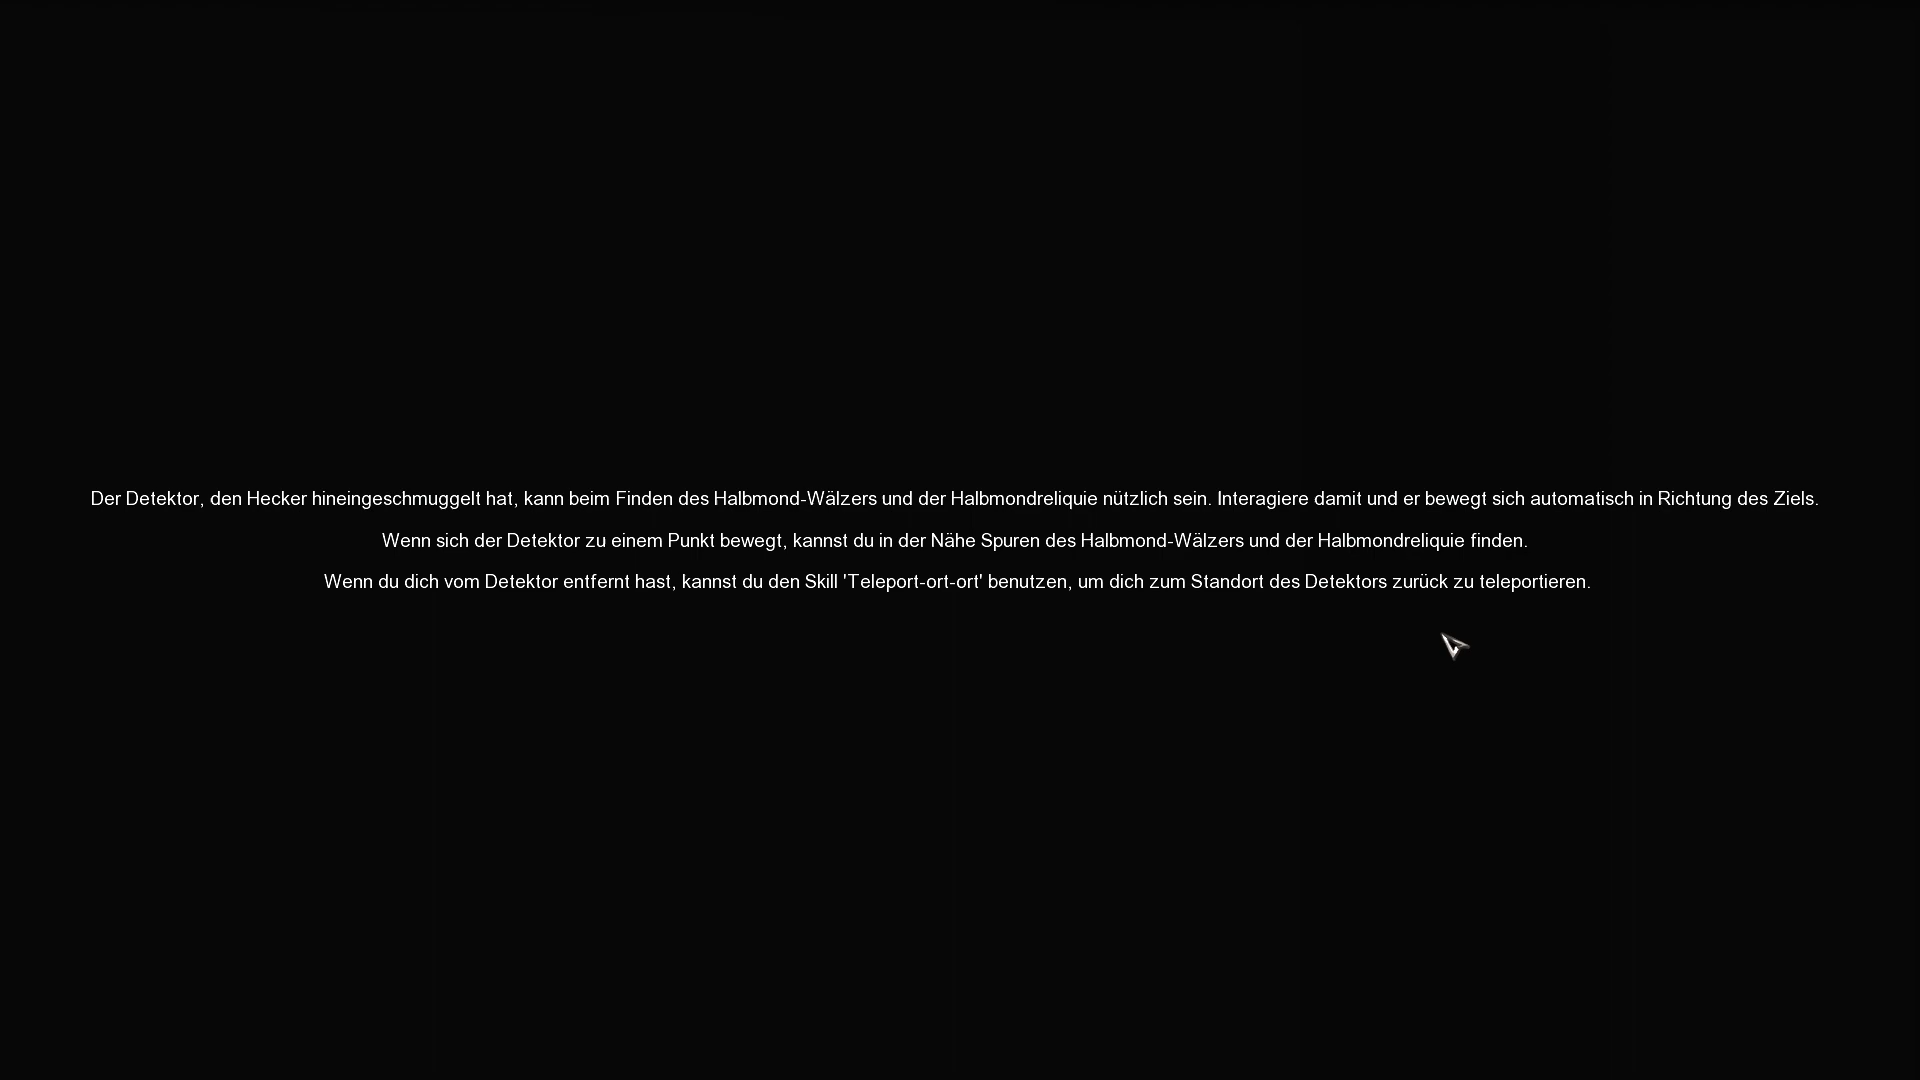 Der Detektor, den Hecker hineingeschmuggelt hat, kann beim Finden des Halbmond-Wälzers und der Halbmondreliquie nützlich sein. Interagiere damit und er bewegt sich automatisch in Richtung des Ziels.
Wenn sich der Detektor zu einem Punkt bewegt, kannst du in der Nähe Spuren des Halbmond-Wälzers und der Halbmondreliquie finden.
Wenn du dich vom Detektor entfernt hast, kannst du den Skill 'Teleport-ort-ort' benutzen, um dich zum Standort des Detektors zurück zu teleportieren.